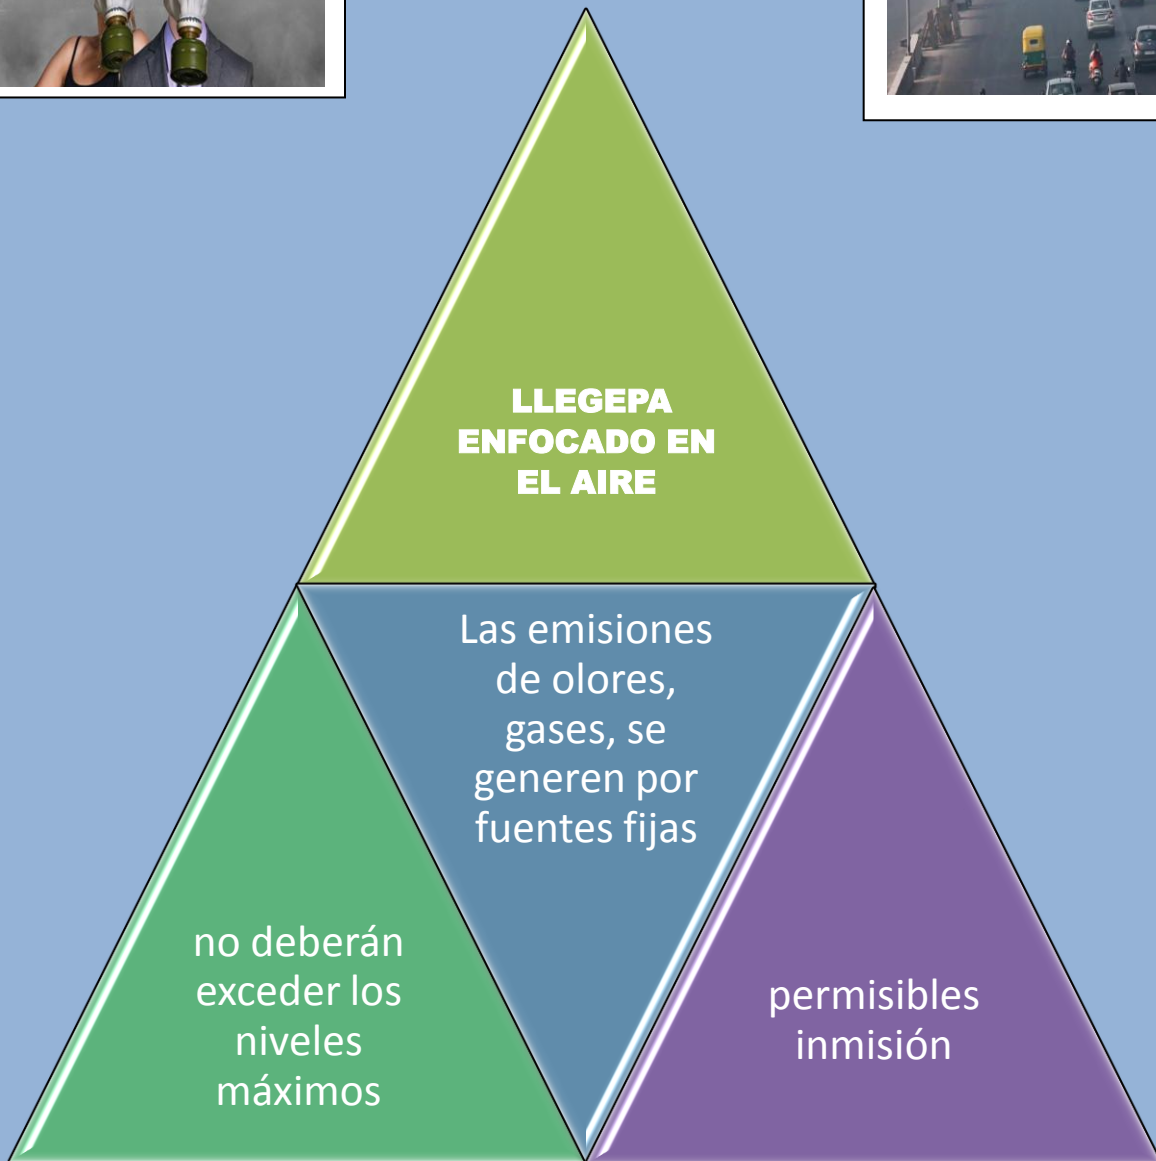 LLEGEPA
ENFOCADO EN
EL AIRE
Las emisiones
de olores,
gases, se
generen por
fuentes fijas
no deberán
exceder los
niveles
máximos
permisibles
inmisión